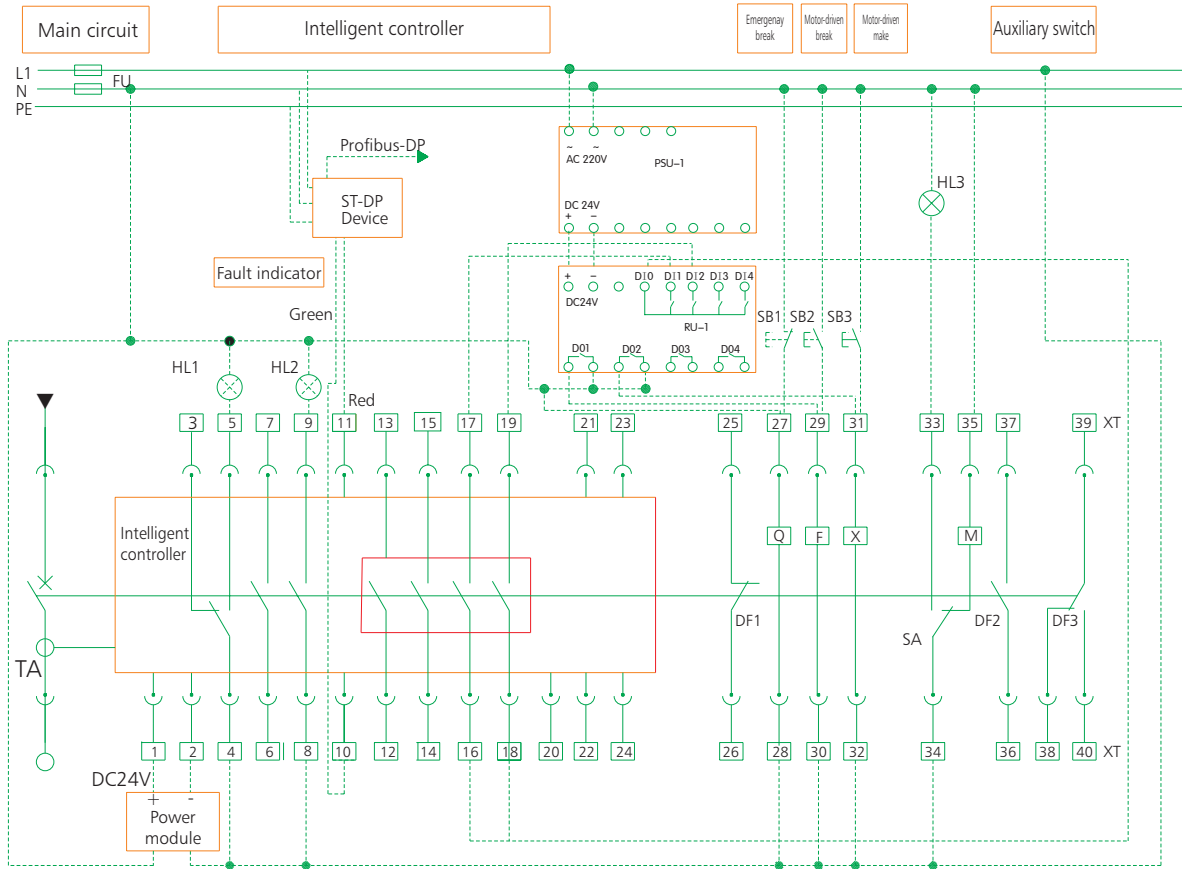 Main circuit
Intelligent controller
Emergenay
break
Motor-driven
break
Motor-driven
make
Auxiliary switch
L1
FU
N
PE
Profibus-DP
~ ~
AC 220V
PSU-1
DC 24V
+ -
ST-DP
Device
HL3
Fault indicator
+ -
DC24V
DI0 DI1 DI2 DI3 DI4
RU-1
D01 D02 D03 D04
SB1 SB2 SB3
Green
HL1
HL2
Red
3 5 7 9 11 13 15 17 19 21 23 25 27 29 31 33 35 37 39 XT
Intelligent
controller
Q F X M
DF1
SA
DF2
DF3
TA
1 2 4 6 8 10 12 14 16 18 20 22 24 26 28 30 32 34 36 38 40 XT
DC24V
+ -
Power
module